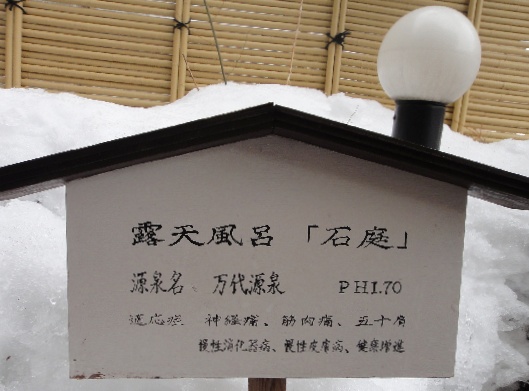 露天風呂 「石庭」
源泉名、万代源泉 PH1.70
適応症 神経痛、筋肉痛、五十肩
慢性消化器病、慢性皮膚病、健康増進